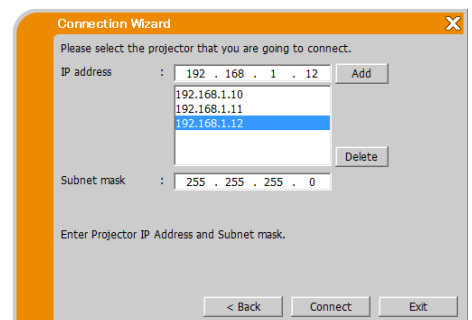 Connection Wizard X
Please select the projector that you are going to connect.
IP address : 192 . 168 . 1 . 12 Add
192.168.1.10
192.168.1.11
192.168.1.12
Delete
Subnet mask : 255 . 255 . 255 . 0
Enter Projector IP Address and Subnet mask.
< Back Connect Exit